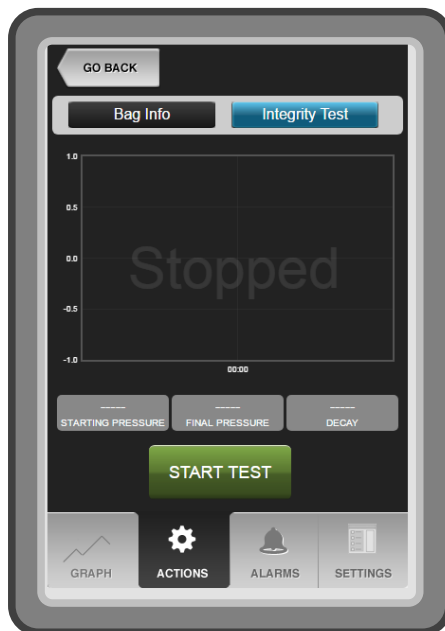 GO BACK
Bag Info Integrity Test
1.0
0.5
0.0
-0.5
-1.0
Stopped
00:00
----- ----- -----
STARTING PRESSURE FINAL PRESSURE DECAY
START TEST
GRAPH ACTIONS ALARMS SETTINGS